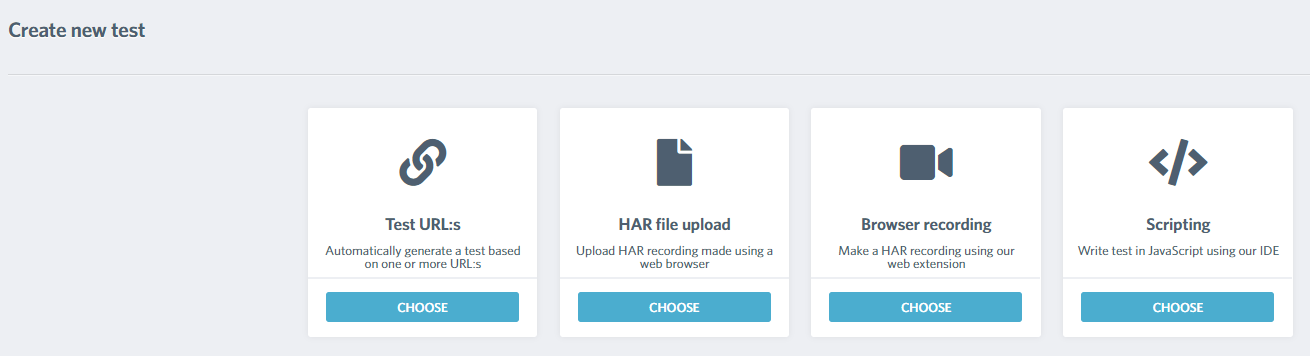 Create new test
Test URL:s
Automatically generate a test based
on one or more URL:s
CHOOSE
HAR file upload
Upload HAR recording made using a
web browser
CHOOSE
Browser recording
Make a HAR recording using our
web extension
CHOOSE
Scripting
Write test in JavaScript using our IDE
CHOOSE